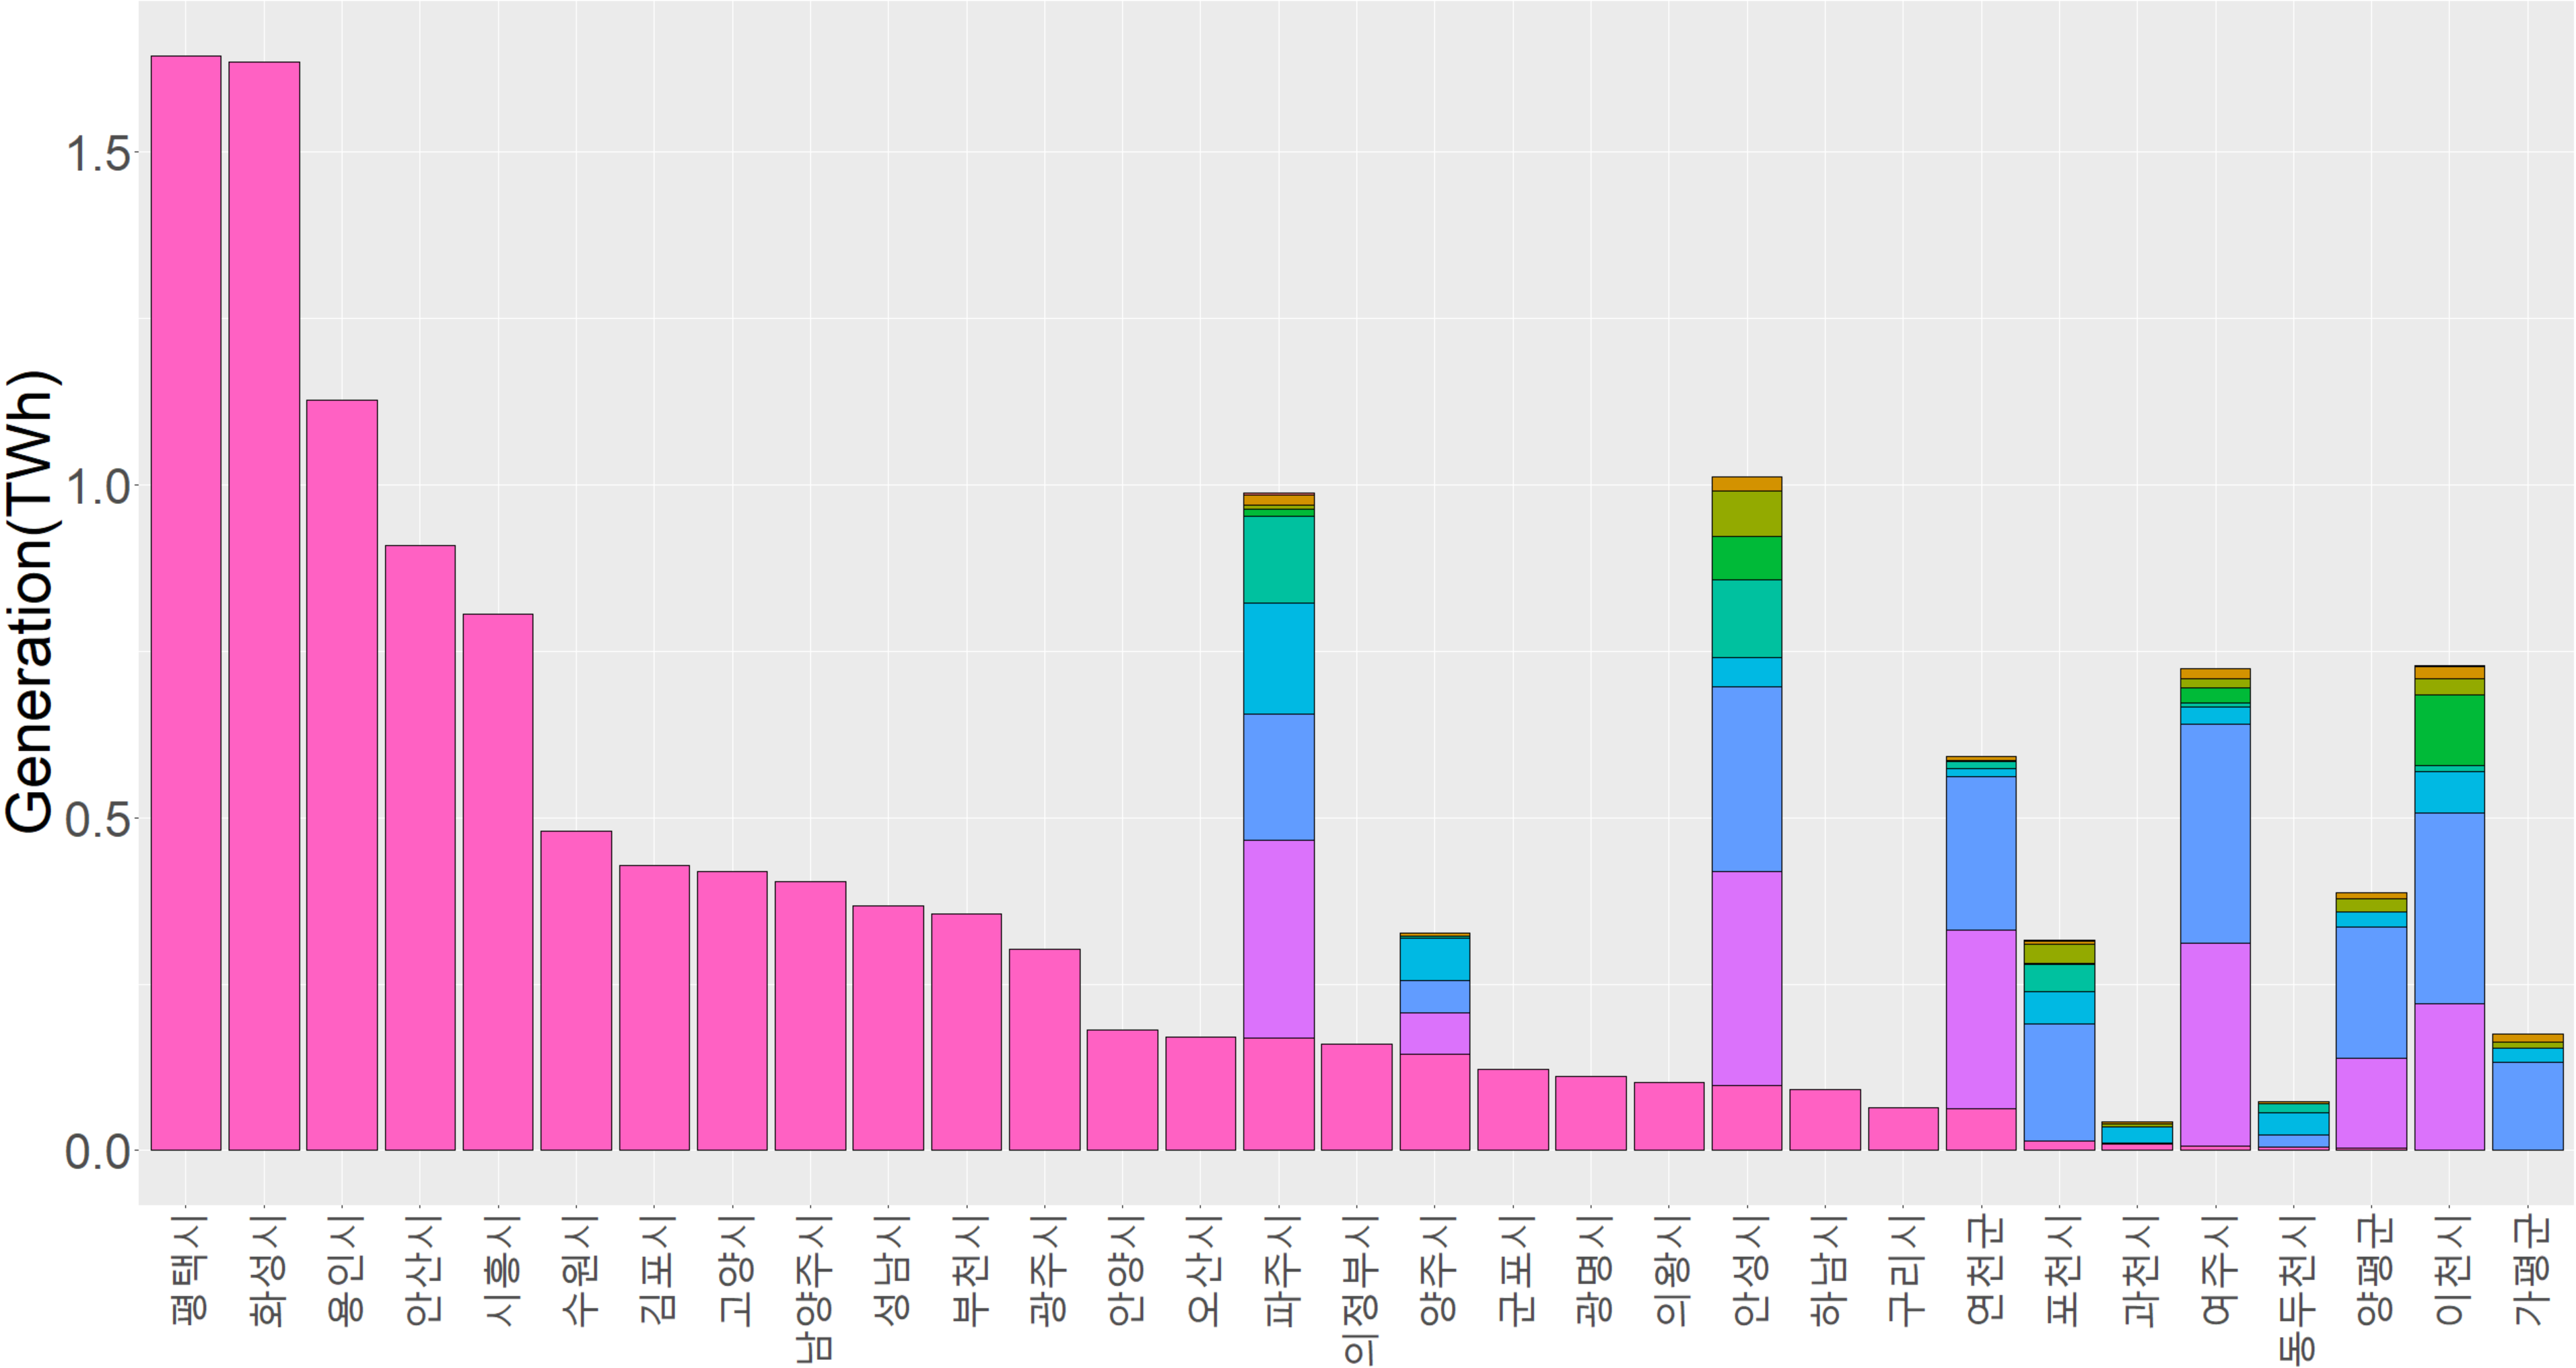 Generation(TWh)
1.5
1.0
0.5
0.0
평택시
화성시
용인시
안산시
시흥시
수원시
김포시
고양시
남양주시
성남시
부천시
광주시
안양시
오산시
파주시
의정부시
양주시
군포시
광명시
의왕시
안성시
하남시
구리시
연천군
포천시
과천시
여주시
동두천시
양평군
이천시
가평군